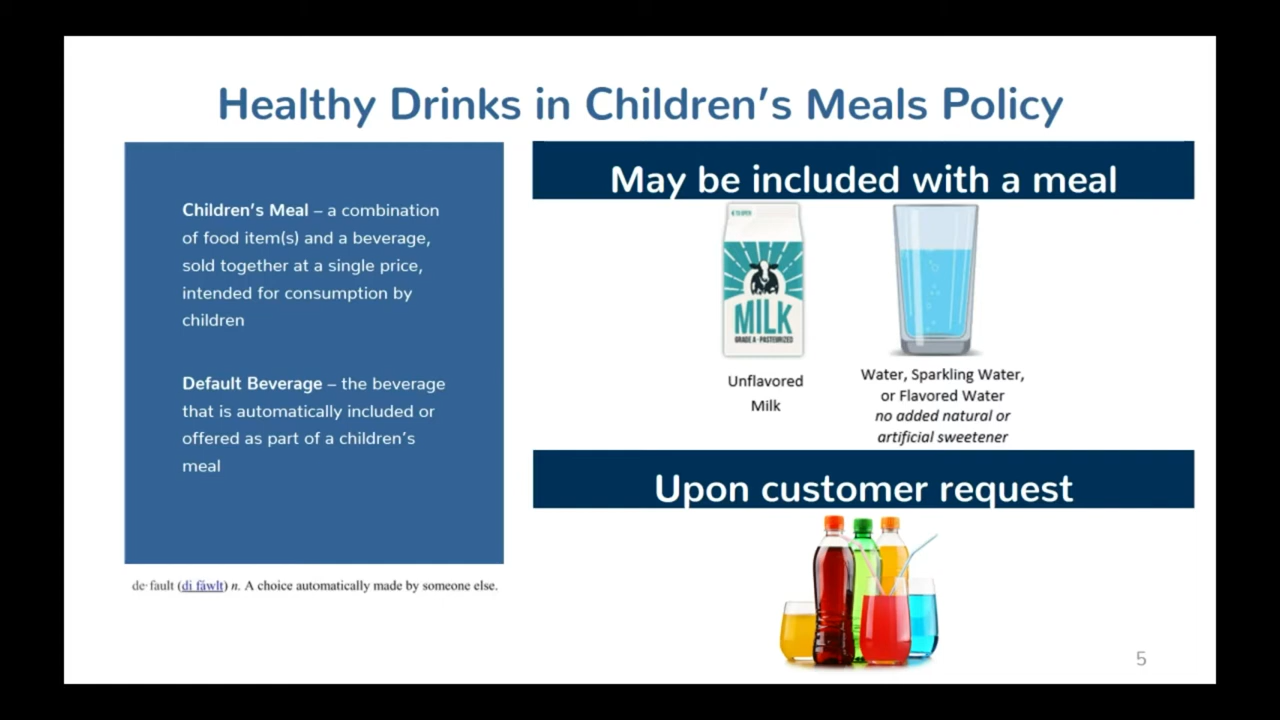 Healthy Drinks in Children's Meals Policy
Children's Meal – a combination
of food item(s) and a beverage,
sold together at a single price,
intended for consumption by
children
Default Beverage – the beverage
that is automatically included or
offered as part of a children's
meal
de·fault (di fâwlt) n. A choice automatically made by someone else.
May be included with a meal
MILK
GRADE A · PASTEURIZED
Unflavored
Milk
Water, Sparkling Water,
or Flavored Water
no added natural or
artificial sweetener
Upon customer request
5